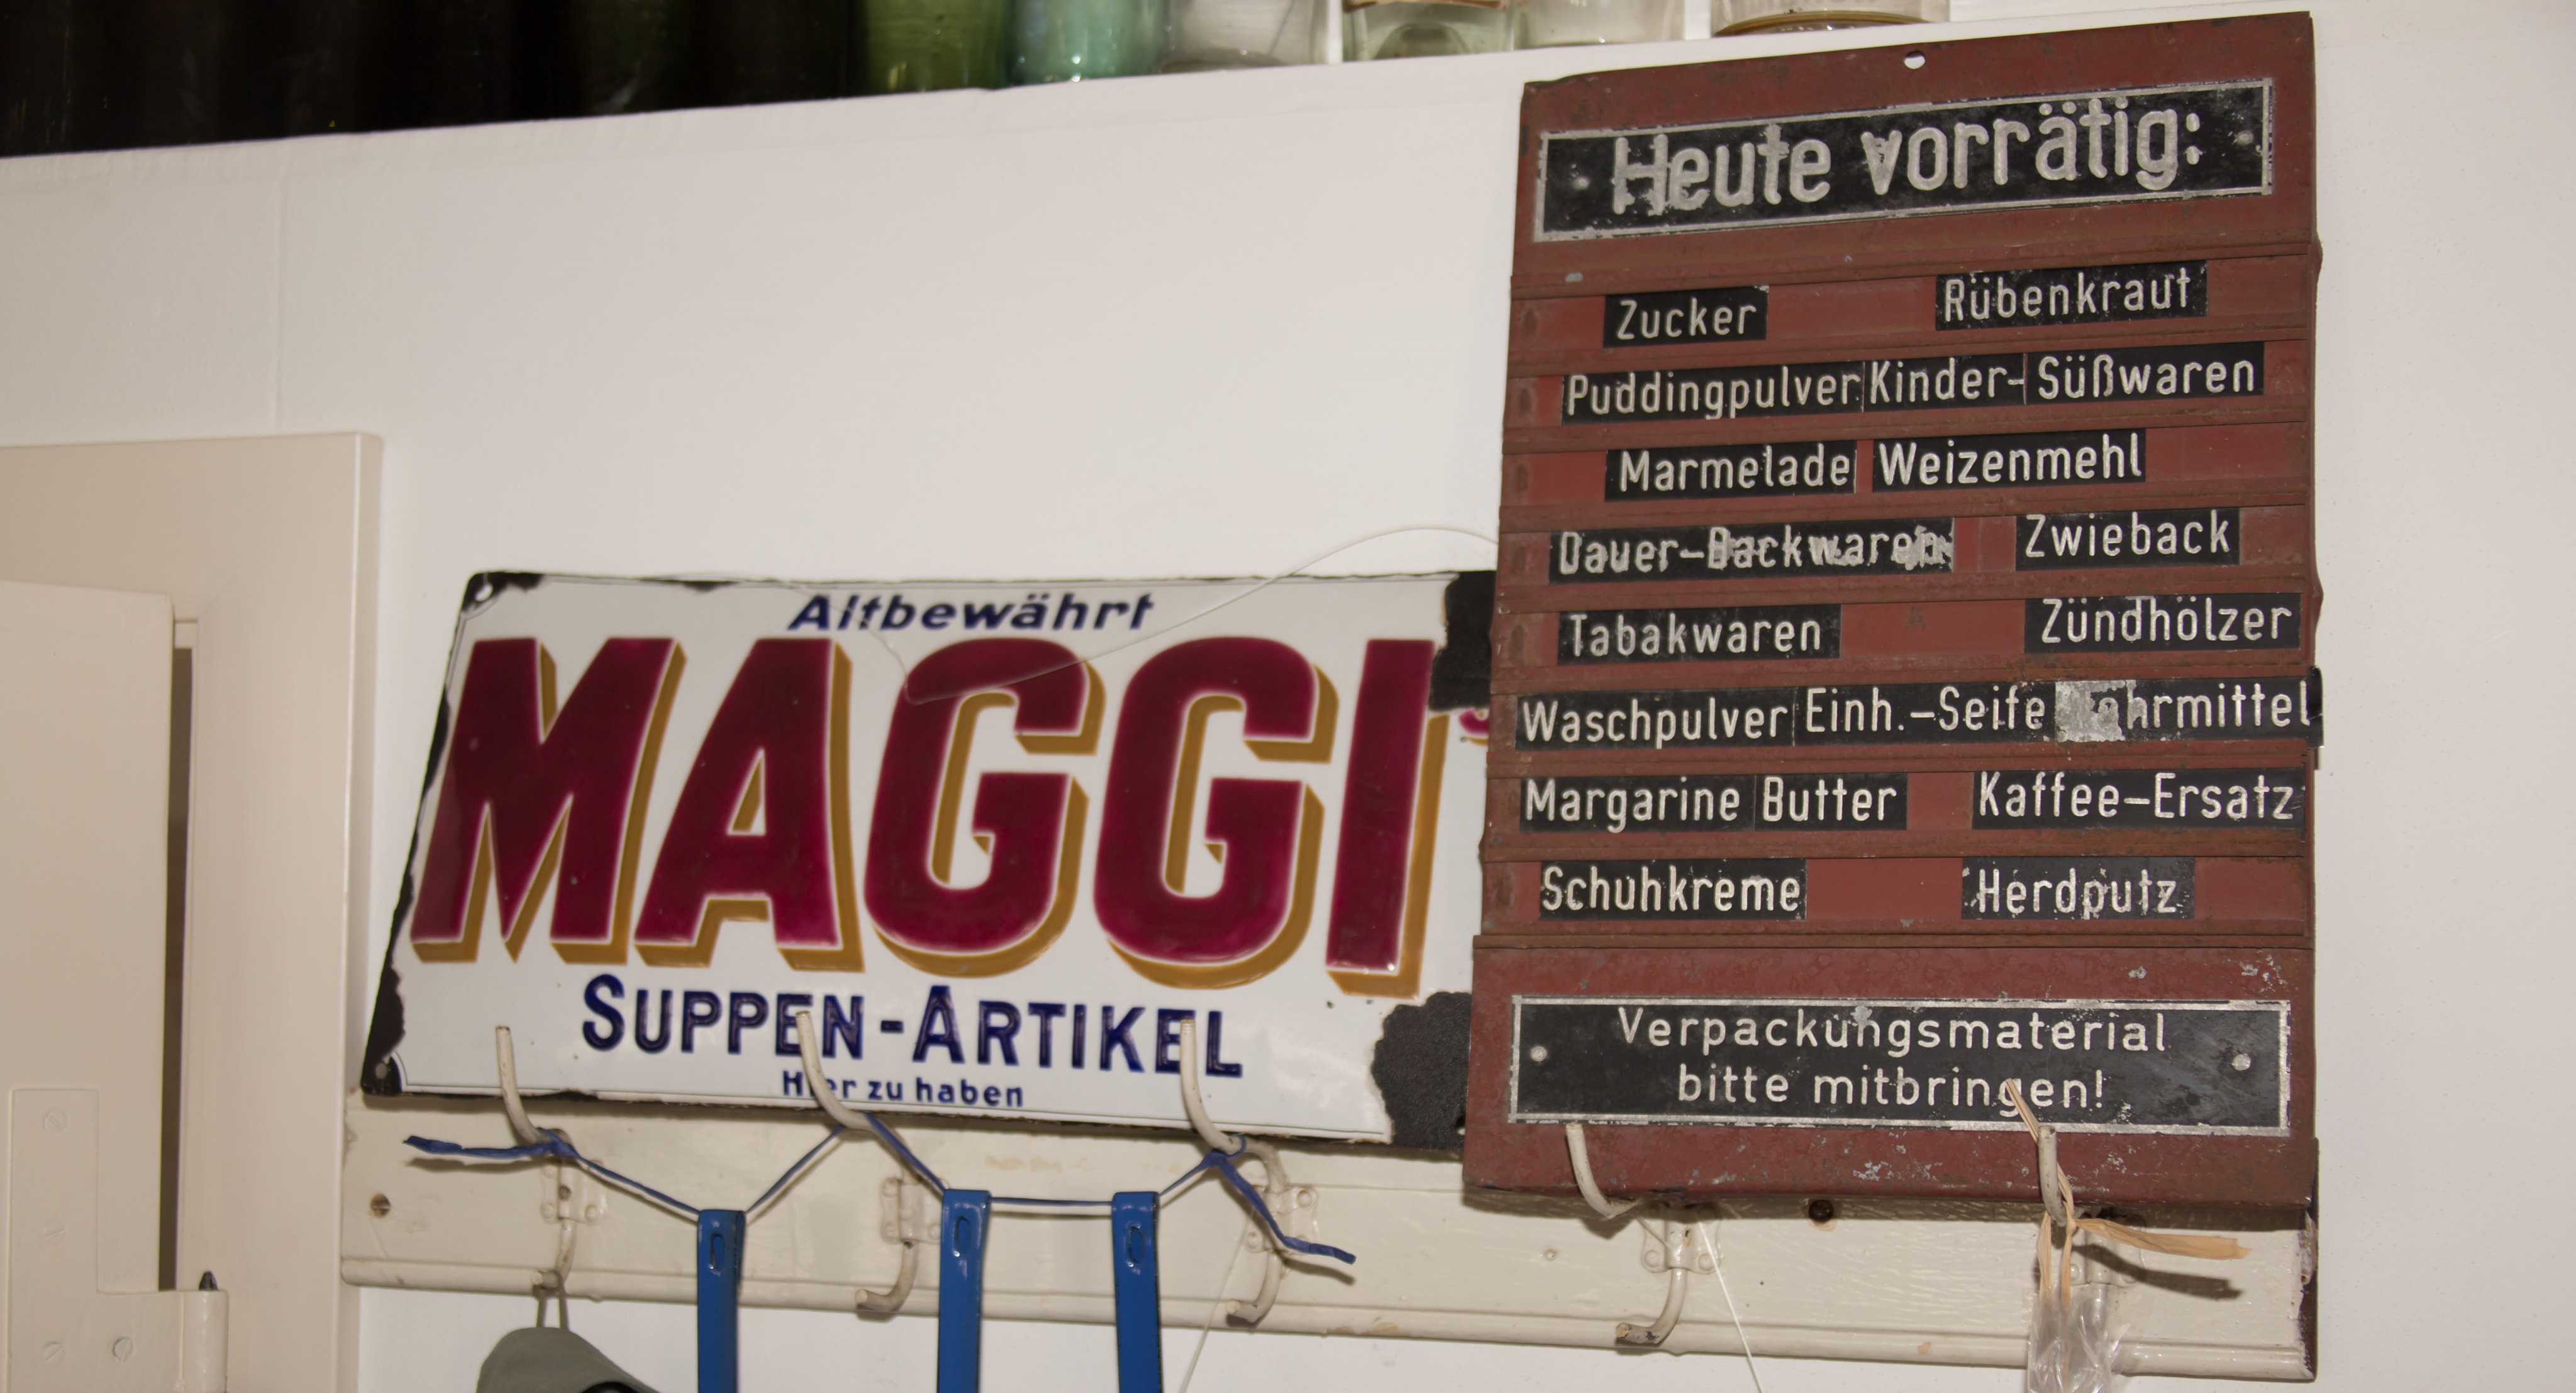 Altbewährt
MAGGI's
SUPPEN-ARTIKEL
Hier zu haben
Heute vorrätig:
Zucker Rübenkraut
Puddingpulver Kinder- Süßwaren
Marmelade Weizenmehl
Dauer-Backwaren Zwieback
Tabakwaren Zündhölzer
Waschpulver Einh.-Seife
Margarine Butter Kaffee-Ersatz
Schuhkreme Herdputz
Verpackungsmaterial
bitte mitbringen!